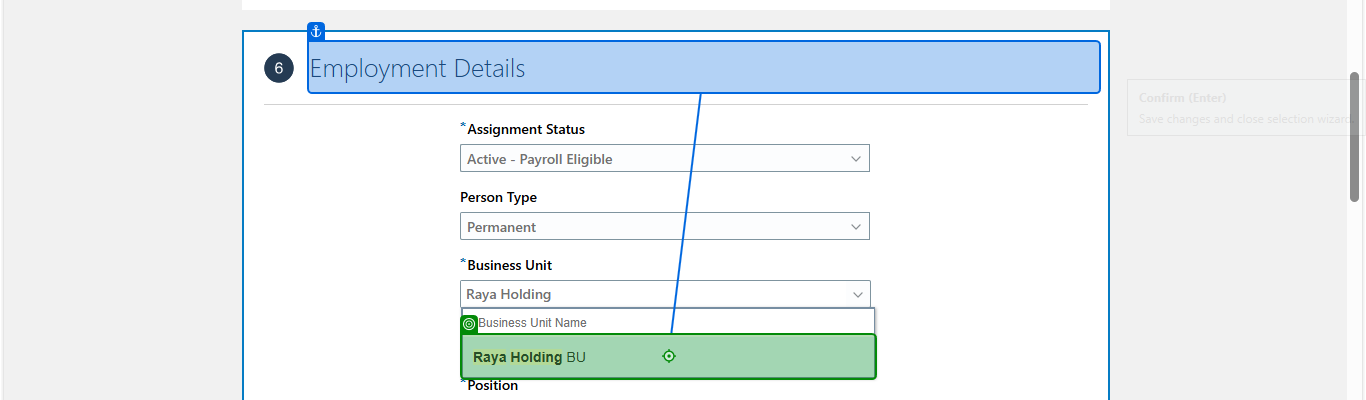 6 Employment Details
Confirm (Enter)
Save changes and close selection wizard.
*Assignment Status
Active - Payroll Eligible
Person Type
Permanent
*Business Unit
Raya Holding
Business Unit Name
Raya Holding BU
*Position